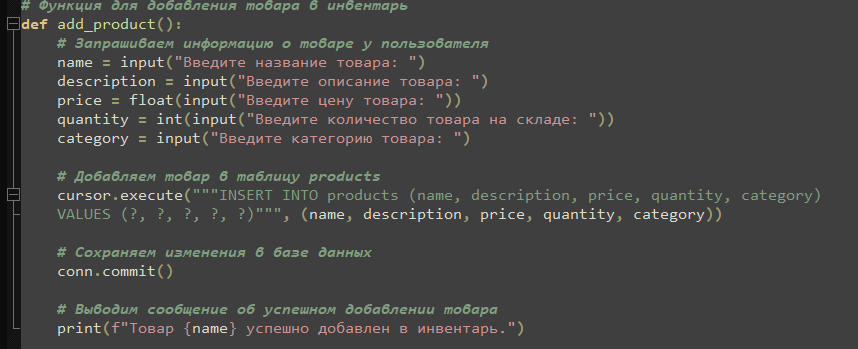 # Функция для добавления товара в инвентарь
def add_product():
    # Запрашиваем информацию о товаре у пользователя
    name = input("Введите название товара: ")
    description = input("Введите описание товара: ")
    price = float(input("Введите цену товара: "))
    quantity = int(input("Введите количество товара на складе: "))
    category = input("Введите категорию товара: ")

    # Добавляем товар в таблицу products
    cursor.execute("""INSERT INTO products (name, description, price, quantity, category)
    VALUES (?, ?, ?, ?, ?)""", (name, description, price, quantity, category))

    # Сохраняем изменения в базе данных
    conn.commit()

    # Выводим сообщение об успешном добавлении товара
    print(f"Товар {name} успешно добавлен в инвентарь.")